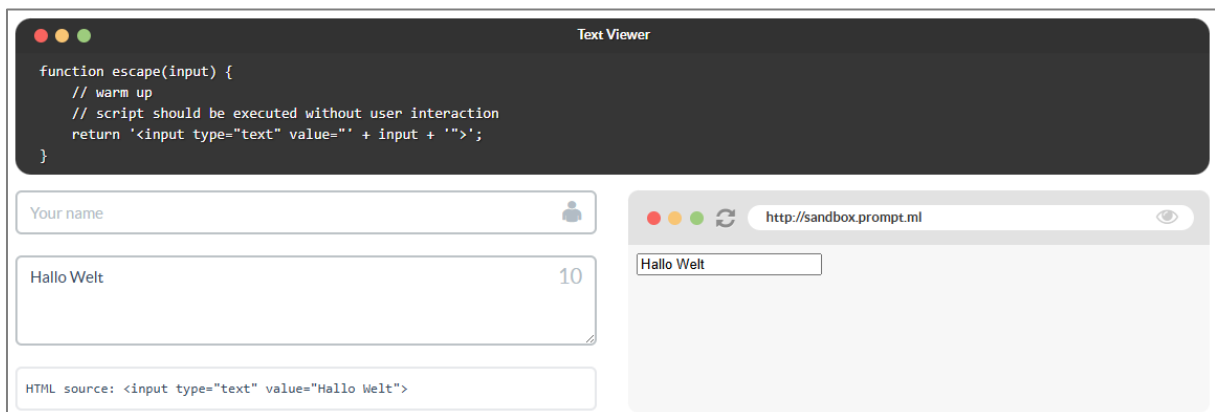 Text Viewer
function escape(input) {
    // warm up
    // script should be executed without user interaction
    return '<input type="text" value="' + input + '">';
}
Your name
Hallo Welt
10
HTML source: <input type="text" value="Hallo Welt">
http://sandbox.prompt.ml
Hallo Welt